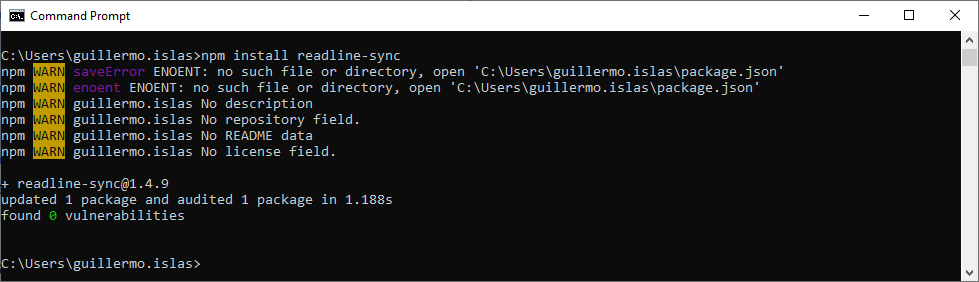 Command Prompt
C:\Users\guillermo.islas>npm install readline-sync
npm WARN saveError ENOENT: no such file or directory, open 'C:\Users\guillermo.islas\package.json'
npm WARN enoent ENOENT: no such file or directory, open 'C:\Users\guillermo.islas\package.json'
npm WARN guillermo.islas No description
npm WARN guillermo.islas No repository field.
npm WARN guillermo.islas No README data
npm WARN guillermo.islas No license field.
+ readline-sync@1.4.9
updated 1 package and audited 1 package in 1.188s
found 0 vulnerabilities
C:\Users\guillermo.islas>